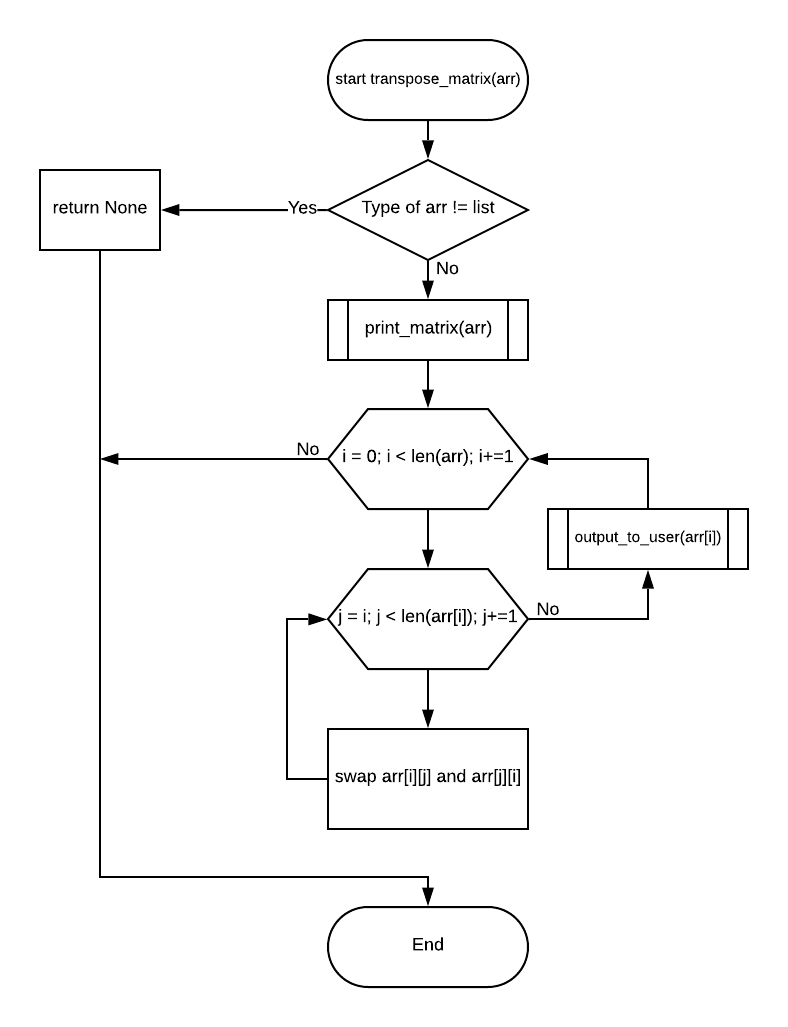 start transpose_matrix(arr)
Type of arr != list
Yes
return None
No
print_matrix(arr)
i = 0; i < len(arr); i+=1
No
output_to_user(arr[i])
j = i; j < len(arr[i]); j+=1
No
swap arr[i][j] and arr[j][i]
End